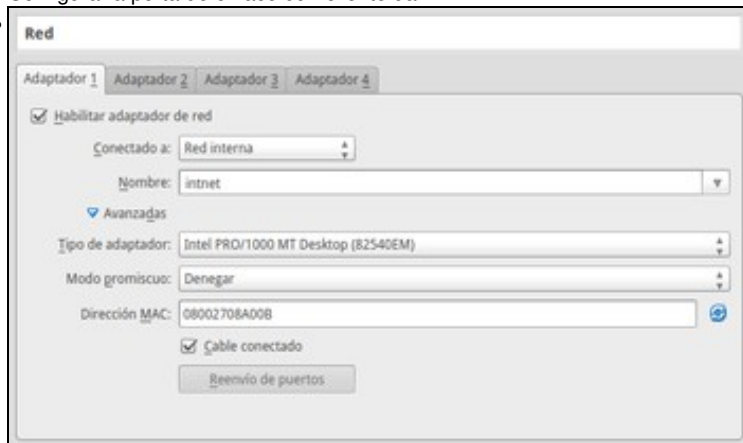 Red
Adaptador 1 Adaptador 2 Adaptador 3 Adaptador 4
Habilitar adaptador de red
Conectado a: Red interna
Nombre: intnet
Avanzadas
Tipo de adaptador: Intel PRO/1000 MT Desktop (82540EM)
Modo promiscuo: Denegar
Dirección MAC: 08002708A00B
Cable conectado
Reenvío de puertos